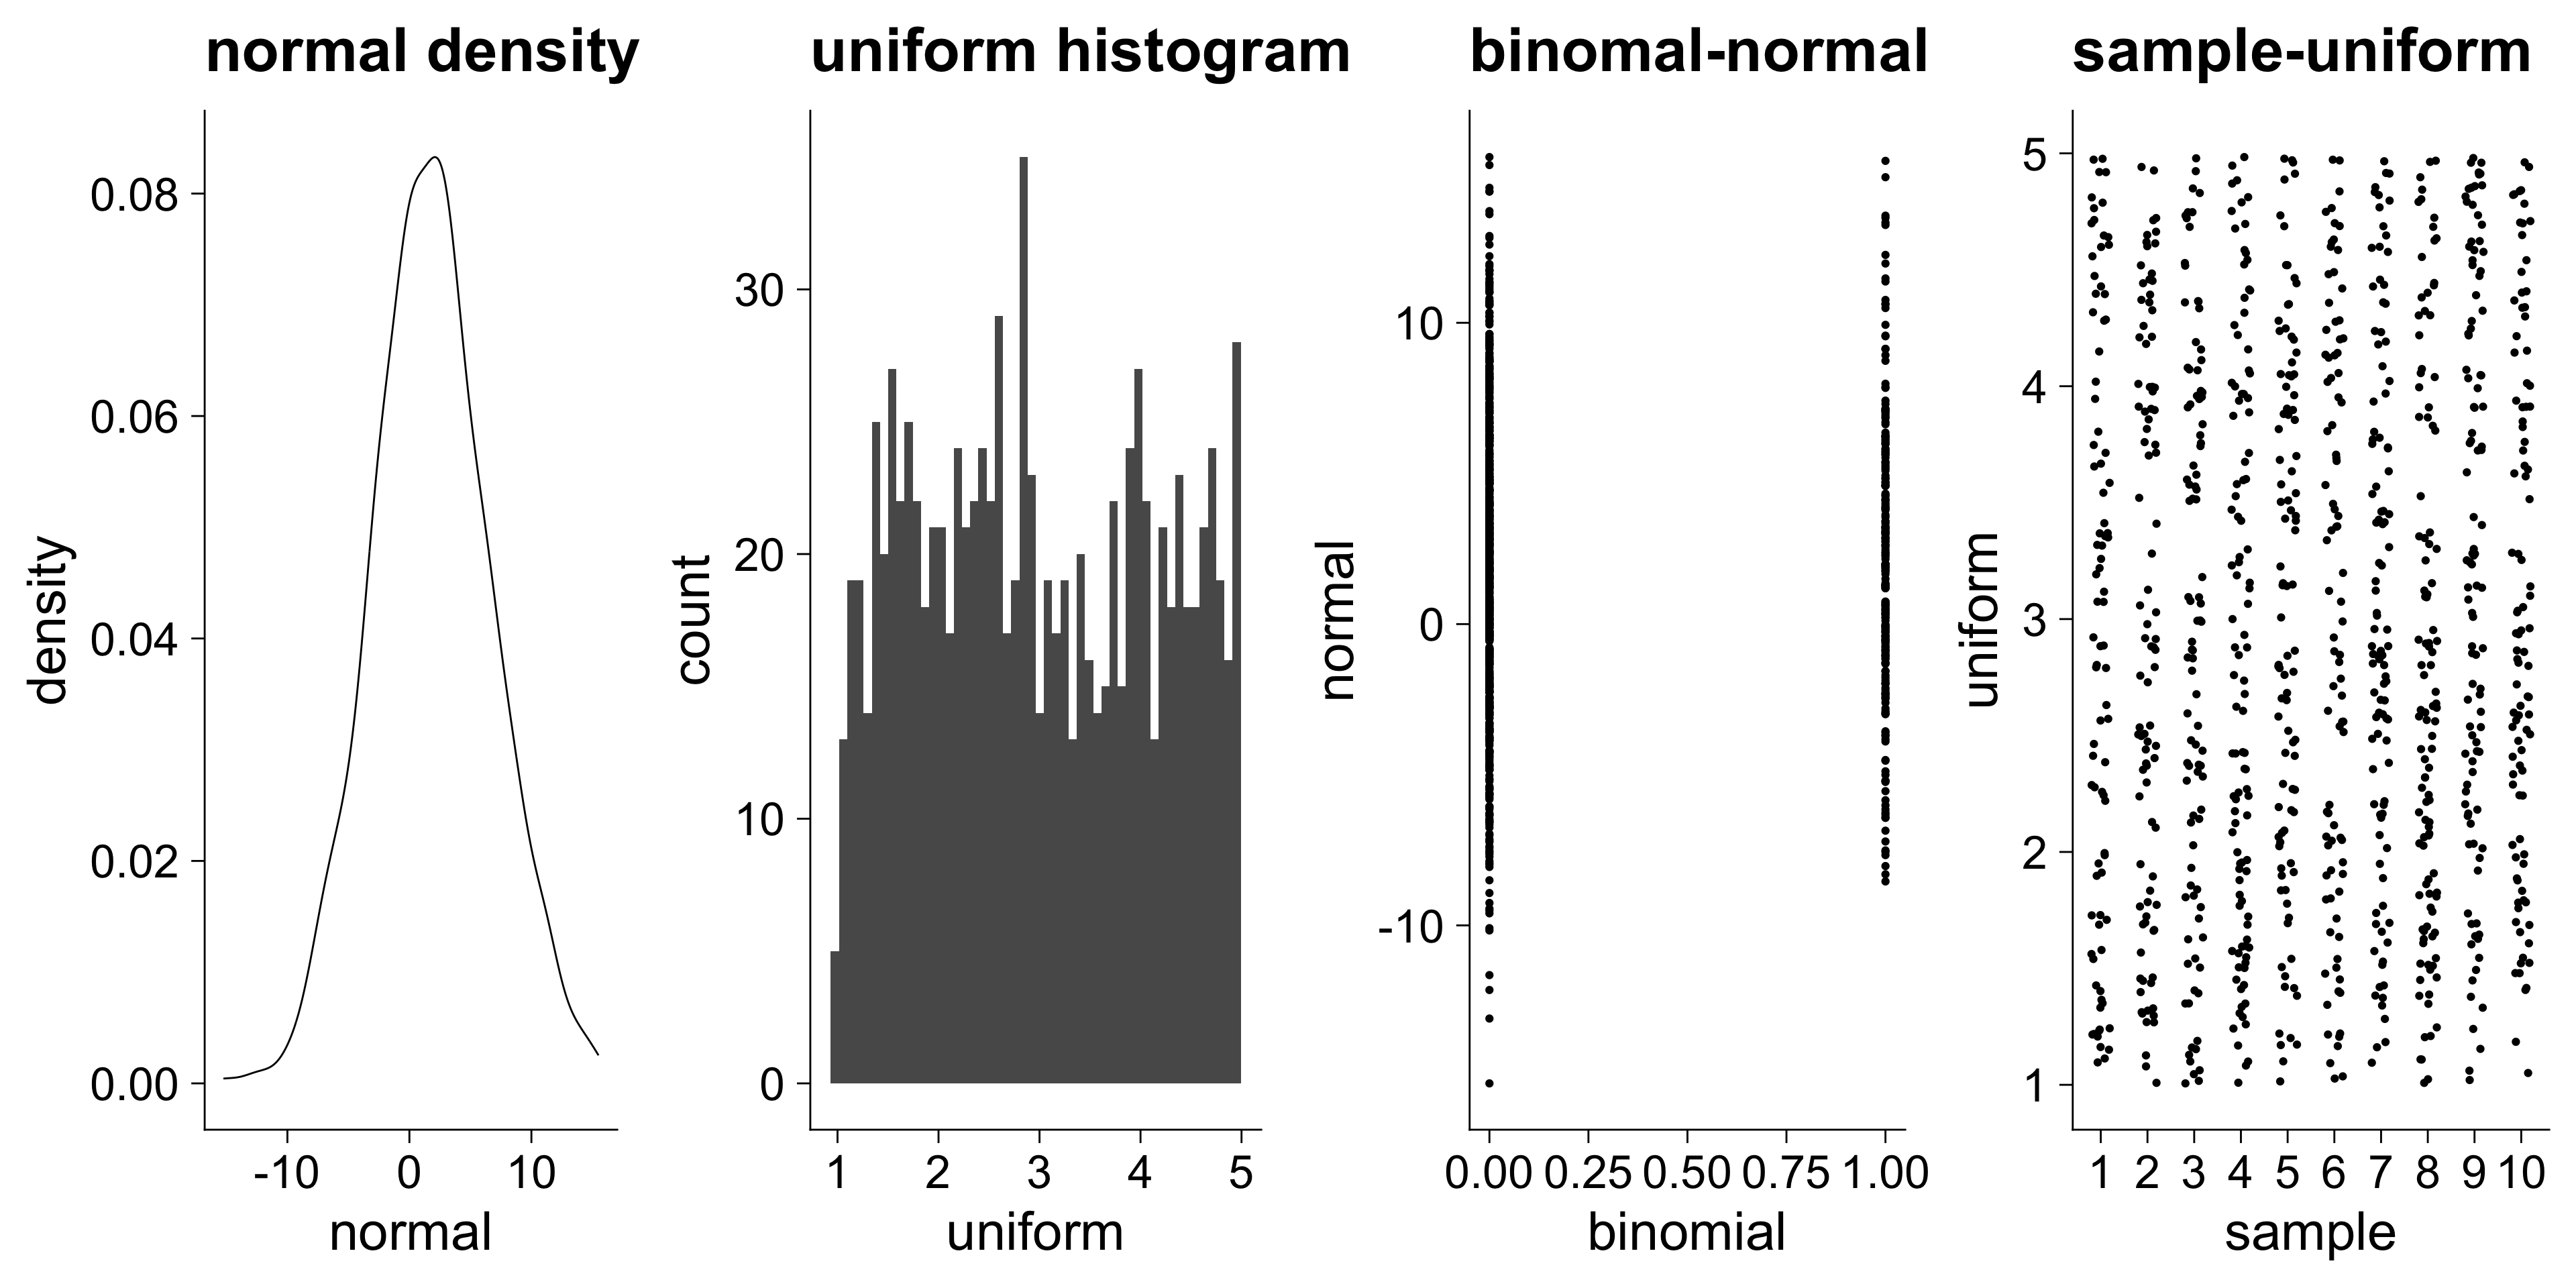 normal density
uniform histogram
binomal-normal
sample-uniform
density
0.08
0.06
0.04
0.02
0.00
-10 0 10
normal
count
30
20
10
0
1 2 3 4 5
uniform
normal
10
0
-10
0.00 0.25 0.50 0.75 1.00
binomial
uniform
5
4
3
2
1
1 2 3 4 5 6 7 8 9 10
sample